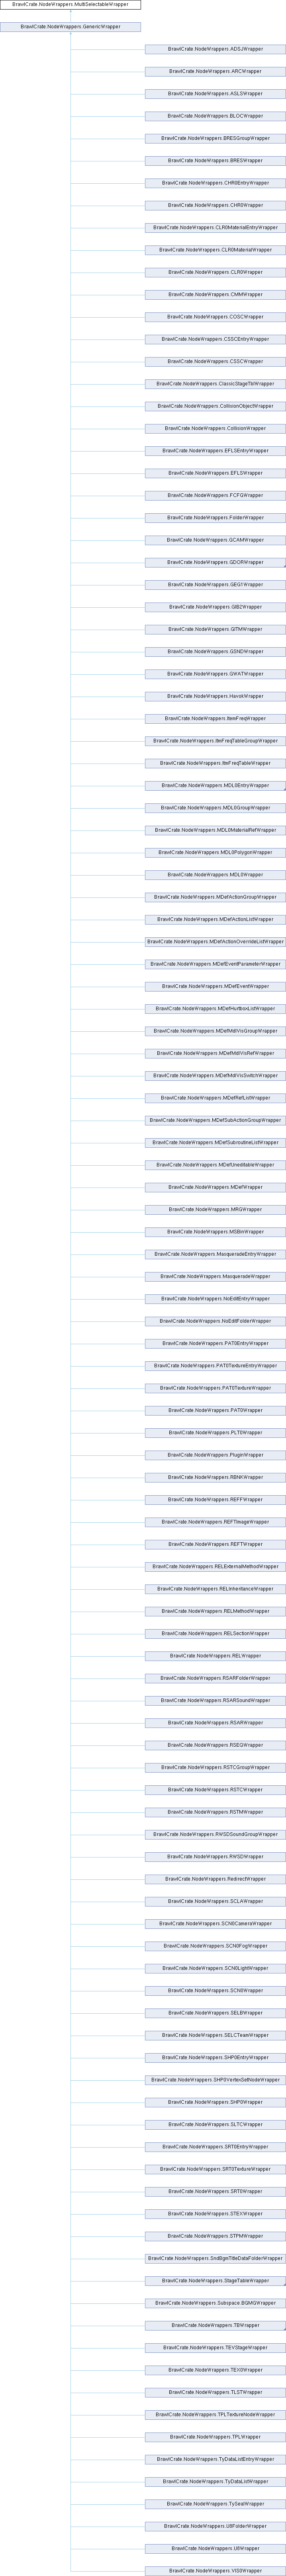 BrawlCrate.NodeWrappers.MultiSelectableWrapper
BrawlCrate.NodeWrappers.GenericWrapper
BrawlCrate.NodeWrappers.ADSJWrapper
BrawlCrate.NodeWrappers.ARCWrapper
BrawlCrate.NodeWrappers.ASLSWrapper
BrawlCrate.NodeWrappers.BLOCWrapper
BrawlCrate.NodeWrappers.BRESGroupWrapper
BrawlCrate.NodeWrappers.BRESWrapper
BrawlCrate.NodeWrappers.CHR0EntryWrapper
BrawlCrate.NodeWrappers.CHR0Wrapper
BrawlCrate.NodeWrappers.CLR0MaterialEntryWrapper
BrawlCrate.NodeWrappers.CLR0MaterialWrapper
BrawlCrate.NodeWrappers.CLR0Wrapper
BrawlCrate.NodeWrappers.CMMWrapper
BrawlCrate.NodeWrappers.COSCWrapper
BrawlCrate.NodeWrappers.CSSCEntryWrapper
BrawlCrate.NodeWrappers.CSSCWrapper
BrawlCrate.NodeWrappers.ClassicStageTblWrapper
BrawlCrate.NodeWrappers.CollisionObjectWrapper
BrawlCrate.NodeWrappers.CollisionWrapper
BrawlCrate.NodeWrappers.EFLSEntryWrapper
BrawlCrate.NodeWrappers.EFLSWrapper
BrawlCrate.NodeWrappers.FCFGWrapper
BrawlCrate.NodeWrappers.FolderWrapper
BrawlCrate.NodeWrappers.GCAMWrapper
BrawlCrate.NodeWrappers.GDORWrapper
BrawlCrate.NodeWrappers.GEG1Wrapper
BrawlCrate.NodeWrappers.GIB2Wrapper
BrawlCrate.NodeWrappers.GITMWrapper
BrawlCrate.NodeWrappers.GSNDWrapper
BrawlCrate.NodeWrappers.GWATWrapper
BrawlCrate.NodeWrappers.HavokWrapper
BrawlCrate.NodeWrappers.ItemFreqWrapper
BrawlCrate.NodeWrappers.ItmFreqTableGroupWrapper
BrawlCrate.NodeWrappers.ItmFreqTableWrapper
BrawlCrate.NodeWrappers.MDL0EntryWrapper
BrawlCrate.NodeWrappers.MDL0GroupWrapper
BrawlCrate.NodeWrappers.MDL0MaterialRefWrapper
BrawlCrate.NodeWrappers.MDL0PolygonWrapper
BrawlCrate.NodeWrappers.MDL0Wrapper
BrawlCrate.NodeWrappers.MDefActionGroupWrapper
BrawlCrate.NodeWrappers.MDefActionListWrapper
BrawlCrate.NodeWrappers.MDefActionOverrideListWrapper
BrawlCrate.NodeWrappers.MDefEventParameterWrapper
BrawlCrate.NodeWrappers.MDefEventWrapper
BrawlCrate.NodeWrappers.MDefHurtboxListWrapper
BrawlCrate.NodeWrappers.MDefMdlVisGroupWrapper
BrawlCrate.NodeWrappers.MDefMdlVisRefWrapper
BrawlCrate.NodeWrappers.MDefMdlVisSwitchWrapper
BrawlCrate.NodeWrappers.MDefRefListWrapper
BrawlCrate.NodeWrappers.MDefSubActionGroupWrapper
BrawlCrate.NodeWrappers.MDefSubroutineListWrapper
BrawlCrate.NodeWrappers.MDefUneditableWrapper
BrawlCrate.NodeWrappers.MDefWrapper
BrawlCrate.NodeWrappers.MRGWrapper
BrawlCrate.NodeWrappers.MSBinWrapper
BrawlCrate.NodeWrappers.MasqueradeEntryWrapper
BrawlCrate.NodeWrappers.MasqueradeWrapper
BrawlCrate.NodeWrappers.NoEditEntryWrapper
BrawlCrate.NodeWrappers.NoEditFolderWrapper
BrawlCrate.NodeWrappers.PAT0EntryWrapper
BrawlCrate.NodeWrappers.PAT0TextureEntryWrapper
BrawlCrate.NodeWrappers.PAT0TextureWrapper
BrawlCrate.NodeWrappers.PAT0Wrapper
BrawlCrate.NodeWrappers.PLT0Wrapper
BrawlCrate.NodeWrappers.PluginWrapper
BrawlCrate.NodeWrappers.RBNKWrapper
BrawlCrate.NodeWrappers.REFFWrapper
BrawlCrate.NodeWrappers.REFTImageWrapper
BrawlCrate.NodeWrappers.REFTWrapper
BrawlCrate.NodeWrappers.RELExternalMethodWrapper
BrawlCrate.NodeWrappers.RELInheritanceWrapper
BrawlCrate.NodeWrappers.RELMethodWrapper
BrawlCrate.NodeWrappers.RELSectionWrapper
BrawlCrate.NodeWrappers.RELWrapper
BrawlCrate.NodeWrappers.RSARFolderWrapper
BrawlCrate.NodeWrappers.RSARSoundWrapper
BrawlCrate.NodeWrappers.RSARWrapper
BrawlCrate.NodeWrappers.RSEQWrapper
BrawlCrate.NodeWrappers.RSTCGroupWrapper
BrawlCrate.NodeWrappers.RSTCWrapper
BrawlCrate.NodeWrappers.RSTMWrapper
BrawlCrate.NodeWrappers.RWSDSoundGroupWrapper
BrawlCrate.NodeWrappers.RWSDWrapper
BrawlCrate.NodeWrappers.RedirectWrapper
BrawlCrate.NodeWrappers.SCLAWrapper
BrawlCrate.NodeWrappers.SCN0CameraWrapper
BrawlCrate.NodeWrappers.SCN0FogWrapper
BrawlCrate.NodeWrappers.SCN0LightWrapper
BrawlCrate.NodeWrappers.SCN0Wrapper
BrawlCrate.NodeWrappers.SELBWrapper
BrawlCrate.NodeWrappers.SELCTeamWrapper
BrawlCrate.NodeWrappers.SHP0EntryWrapper
BrawlCrate.NodeWrappers.SHP0VertexSetNodeWrapper
BrawlCrate.NodeWrappers.SHP0Wrapper
BrawlCrate.NodeWrappers.SLTCWrapper
BrawlCrate.NodeWrappers.SRT0EntryWrapper
BrawlCrate.NodeWrappers.SRT0TextureWrapper
BrawlCrate.NodeWrappers.SRT0Wrapper
BrawlCrate.NodeWrappers.STEXWrapper
BrawlCrate.NodeWrappers.STPMWrapper
BrawlCrate.NodeWrappers.SndBgmTitleDataFolderWrapper
BrawlCrate.NodeWrappers.StageTableWrapper
BrawlCrate.NodeWrappers.Subspace.BGMGWrapper
BrawlCrate.NodeWrappers.TBWrapper
BrawlCrate.NodeWrappers.TEVStageWrapper
BrawlCrate.NodeWrappers.TEX0Wrapper
BrawlCrate.NodeWrappers.TLSTWrapper
BrawlCrate.NodeWrappers.TPLTextureNodeWrapper
BrawlCrate.NodeWrappers.TPLWrapper
BrawlCrate.NodeWrappers.TyDataListEntryWrapper
BrawlCrate.NodeWrappers.TyDataListWrapper
BrawlCrate.NodeWrappers.TySealWrapper
BrawlCrate.NodeWrappers.U8FolderWrapper
BrawlCrate.NodeWrappers.U8Wrapper
BrawlCrate.NodeWrappers.VIS0Wrapper